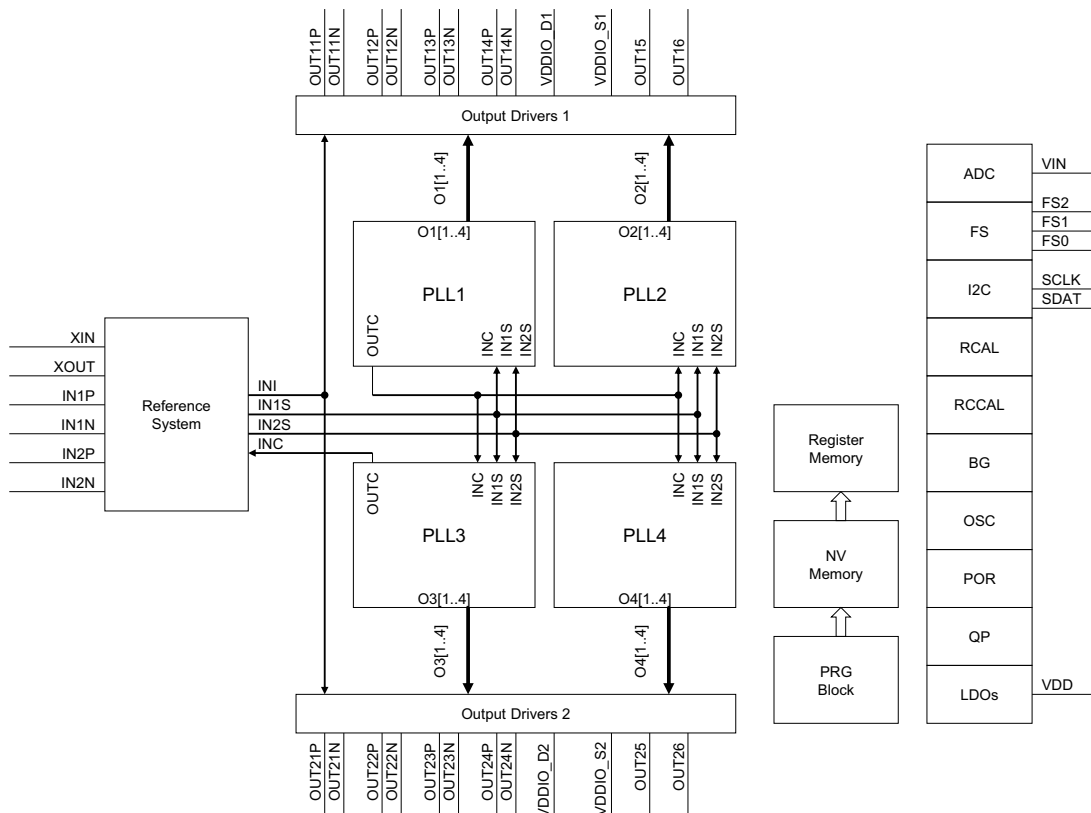 OUT11P
OUT11N
OUT12P
OUT12N
OUT13P
OUT13N
OUT14P
OUT14N
VDDIO_D1
VDDIO_S1
OUT15
OUT16
Output Drivers 1
O1[1..4]
O2[1..4]
O1[1..4]
PLL1
OUTC
INC
IN1S
IN2S
O2[1..4]
PLL2
INC
IN1S
IN2S
XIN
XOUT
IN1P
IN1N
IN2P
IN2N
Reference
System
INI
IN1S
IN2S
INC
OUTC
INC
IN1S
IN2S
PLL3
O3[1..4]
INC
IN1S
IN2S
PLL4
O4[1..4]
O3[1..4]
O4[1..4]
Output Drivers 2
OUT21P
OUT21N
OUT22P
OUT22N
OUT23P
OUT23N
OUT24P
OUT24N
VDDIO_D2
VDDIO_S2
OUT25
OUT26
Register
Memory
NV
Memory
PRG
Block
ADC
VIN
FS
FS2
FS1
FS0
I2C
SCLK
SDAT
RCAL
RCCAL
BG
OSC
POR
QP
LDOs
VDD